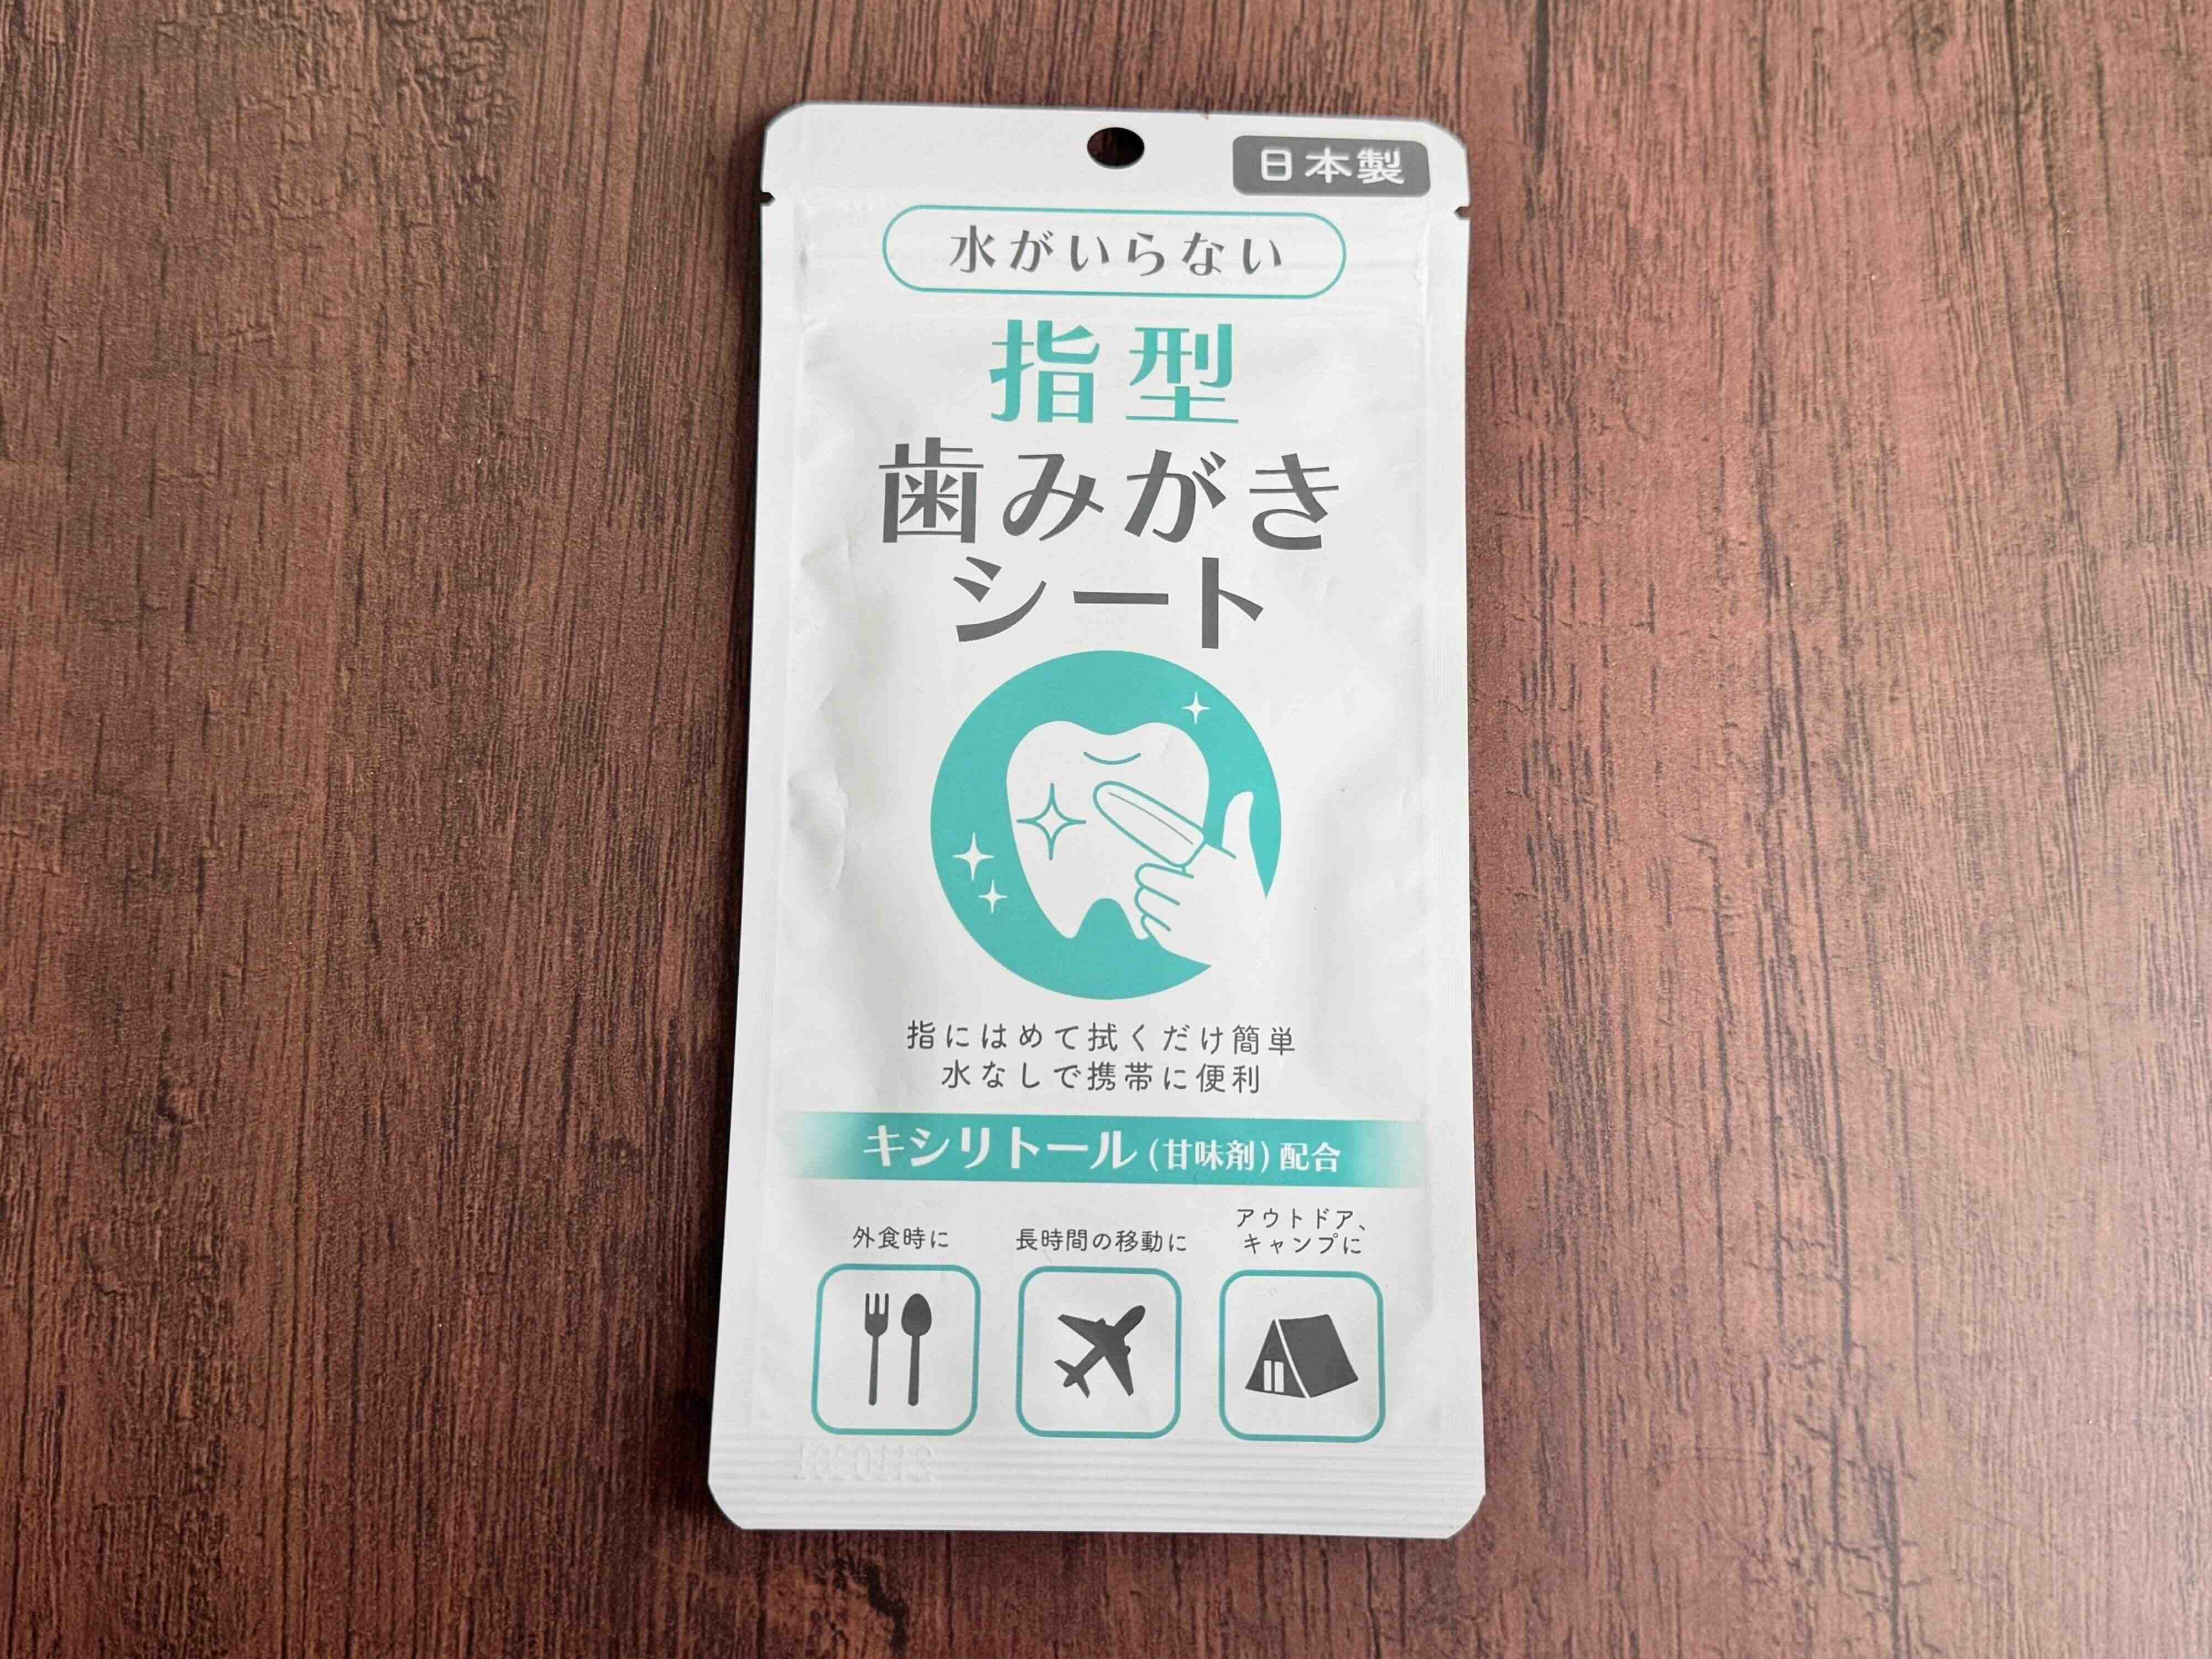 日本製
水がいらない
指型
歯みがき
シート
指にはめて拭くだけ簡単
水なしで携帯に便利
キシリトール(甘味剤)配合
外食時に
長時間の移動に
アウトドア、
キャンプに